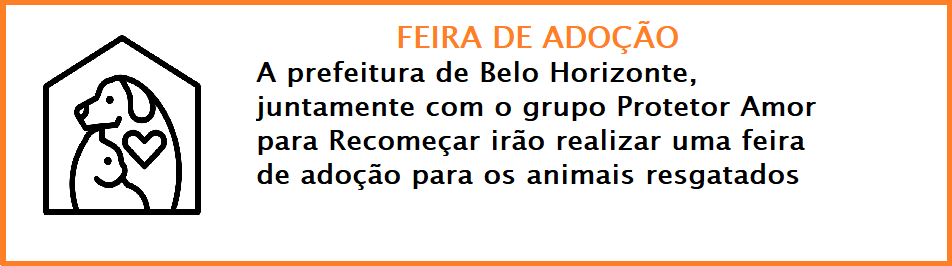 FEIRA DE ADOÇÃO
A prefeitura de Belo Horizonte,
juntamente com o grupo Protetor Amor
para Recomeçar irão realizar uma feira
de adoção para os animais resgatados